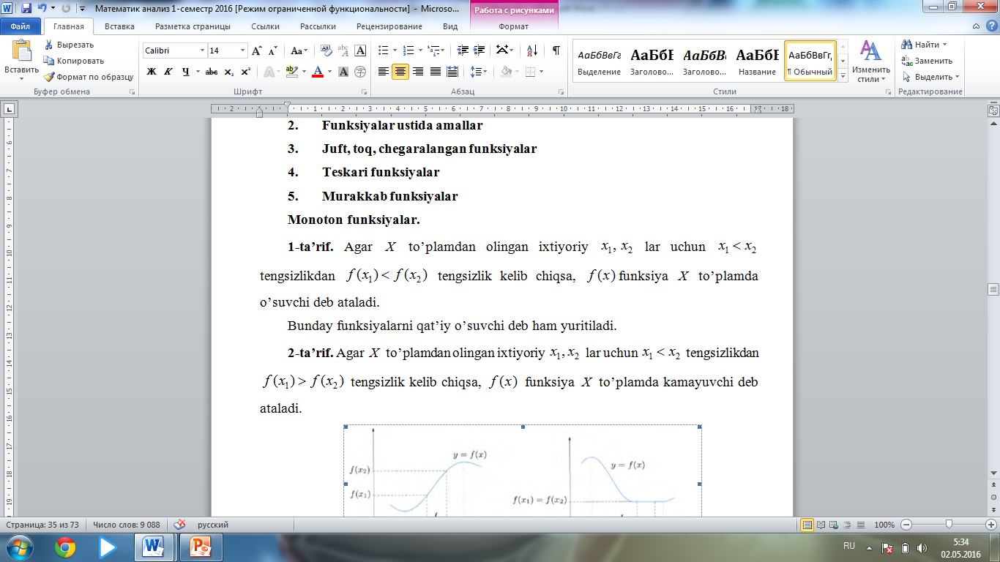 Математик анализ 1-семестр 2016 [Режим ограниченной функциональности] - Microso...
Работа с рисунками
Файл Главная Вставка Разметка страницы Ссылки Рассылки Рецензирование Вид Формат
Вставить
Вырезать
Копировать
Формат по образцу
Буфер обмена
Calibri 14
Шрифт
Абзац
АаБбВвГг АаБбВ АаБбВв АаБбВ АаБбВвГг,
Выделение Заголово... Заголово... Название ¶ Обычный
Стили
Изменить стили
Найти
Заменить
Выделить
Редактирование
2. Funksiyalar ustida amallar
3. Juft, toq, chegaralangan funksiyalar
4. Teskari funksiyalar
5. Murakkab funksiyalar
Monoton funksiyalar.
1-ta’rif. Agar X to’plamdan olingan ixtiyoriy x₁, x₂ lar uchun x₁ < x₂
tengsizlikdan f(x₁) < f(x₂) tengsizlik kelib chiqsa, f(x) funksiya X to’plamda
o’suvchi deb ataladi.
Bunday funksiyalarni qat’iy o’suvchi deb ham yuritiladi.
2-ta’rif. Agar X to’plamdan olingan ixtiyoriy x₁, x₂ lar uchun x₁ < x₂ tengsizlikdan
f(x₁) > f(x₂) tengsizlik kelib chiqsa, f(x) funksiya X to’plamda kamayuvchi deb
ataladi.
y = f(x)
f(x₂)
f(x₁)
y = f(x)
f(x₁) = f(x₂)
Страница: 35 из 73 Число слов: 9 088 русский 100%
RU 5:34
02.05.2016